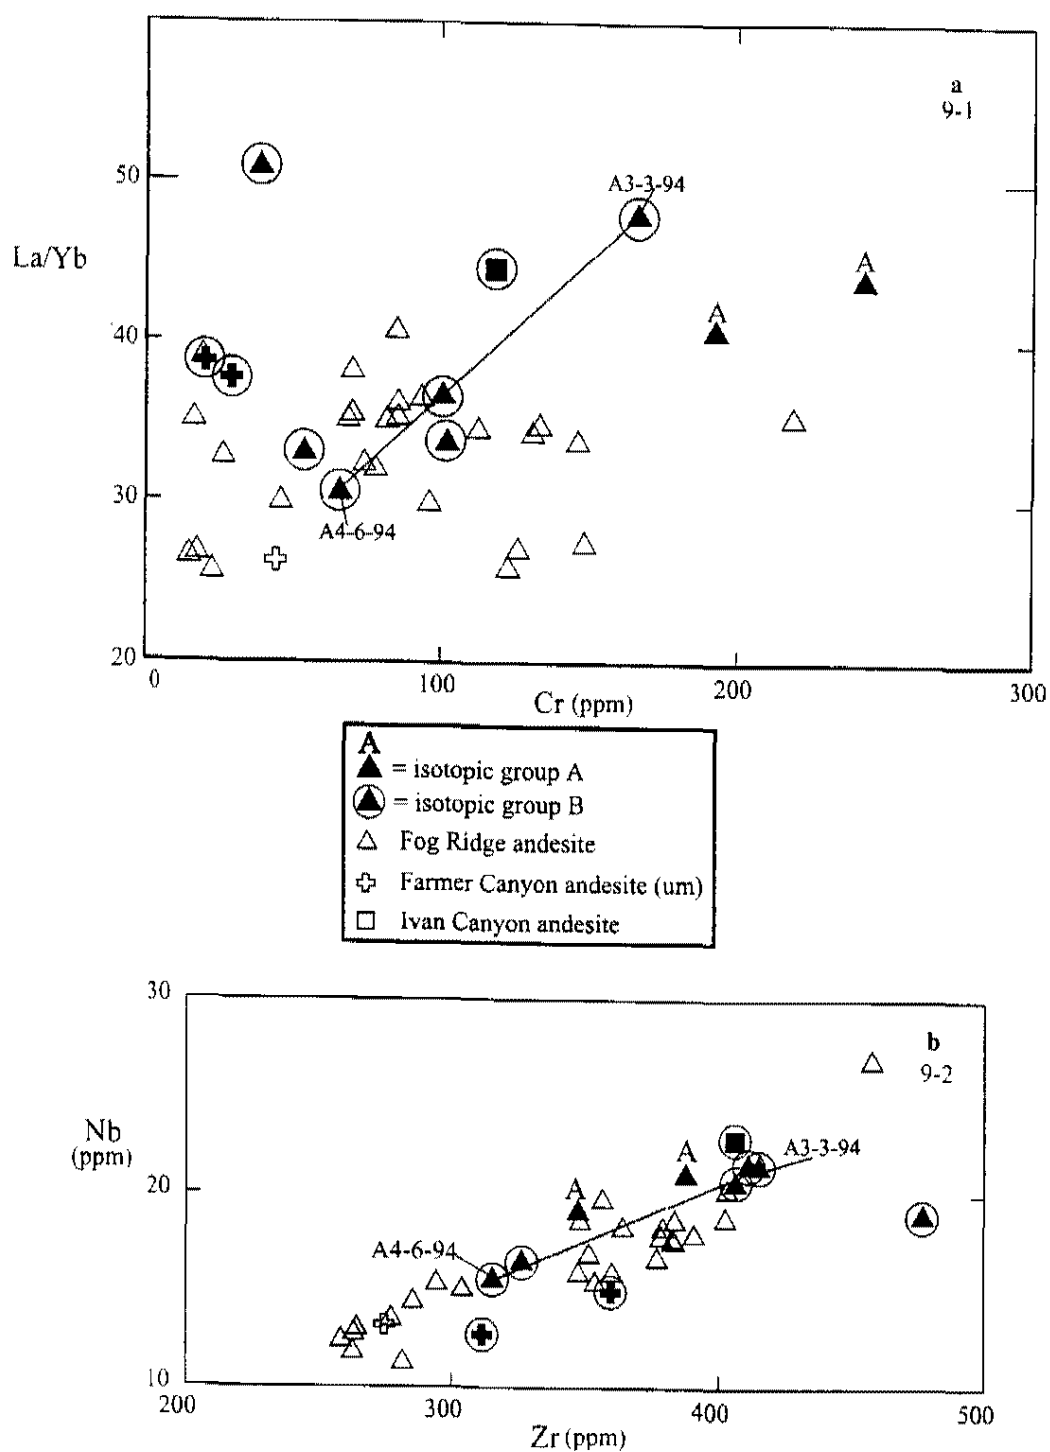 a
9-1
50
A3-3-94
La/Yb
A
A
40
30
A4-6-94
20
0
100
200
300
Cr (ppm)
A
= isotopic group A
= isotopic group B
Fog Ridge andesite
Farmer Canyon andesite (um)
Ivan Canyon andesite
30
b
9-2
Nb
(ppm)
A
A3-3-94
20
A
A4-6-94
10
200
300
400
500
Zr (ppm)